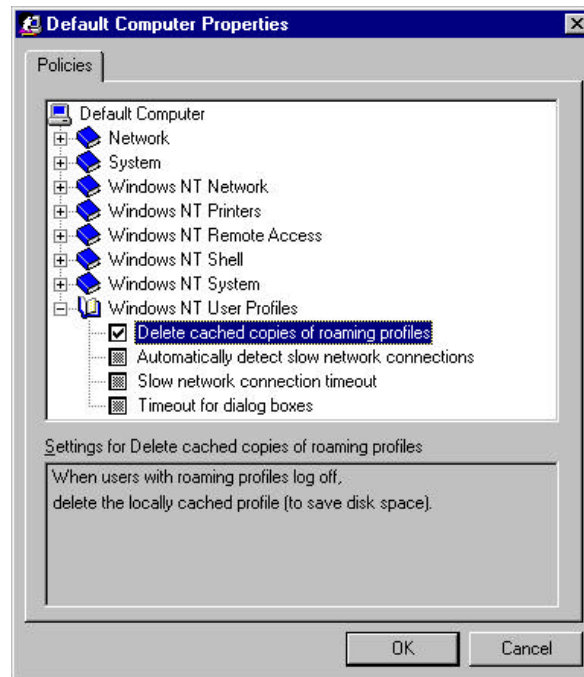 Default Computer Properties
Policies
Default Computer
Network
System
Windows NT Network
Windows NT Printers
Windows NT Remote Access
Windows NT Shell
Windows NT System
Windows NT User Profiles
Delete cached copies of roaming profiles
Automatically detect slow network connections
Slow network connection timeout
Timeout for dialog boxes
Settings for Delete cached copies of roaming profiles
When users with roaming profiles log off,
delete the locally cached profile (to save disk space).
OK Cancel